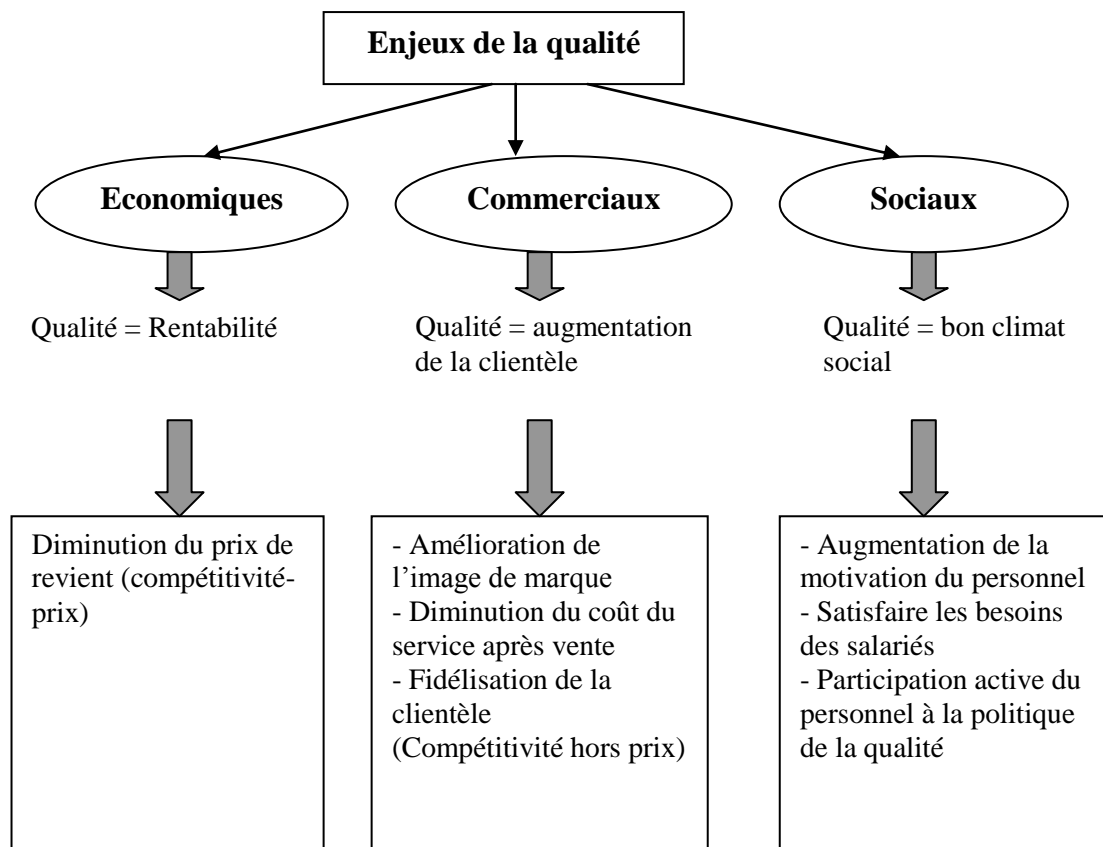 Enjeux de la qualité
Economiques
Commerciaux
Sociaux
Qualité = Rentabilité
Qualité = augmentation
de la clientèle
Qualité = bon climat
social
Diminution du prix de
revient (compétitivité-
prix)
- Amélioration de
l’image de marque
- Diminution du coût du
service après vente
- Fidélisation de la
clientèle
(Compétitivité hors prix)
- Augmentation de la
motivation du personnel
- Satisfaire les besoins
des salariés
- Participation active du
personnel à la politique
de la qualité